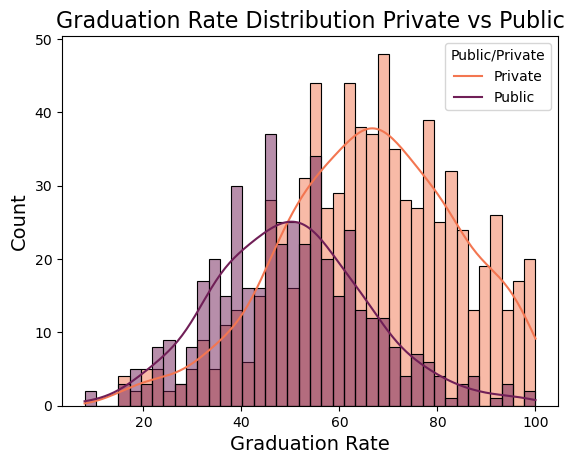 Graduation Rate Distribution Private vs Public
Public/Private
Private
Public
Count
50
40
30
20
10
0
20
40
60
80
100
Graduation Rate